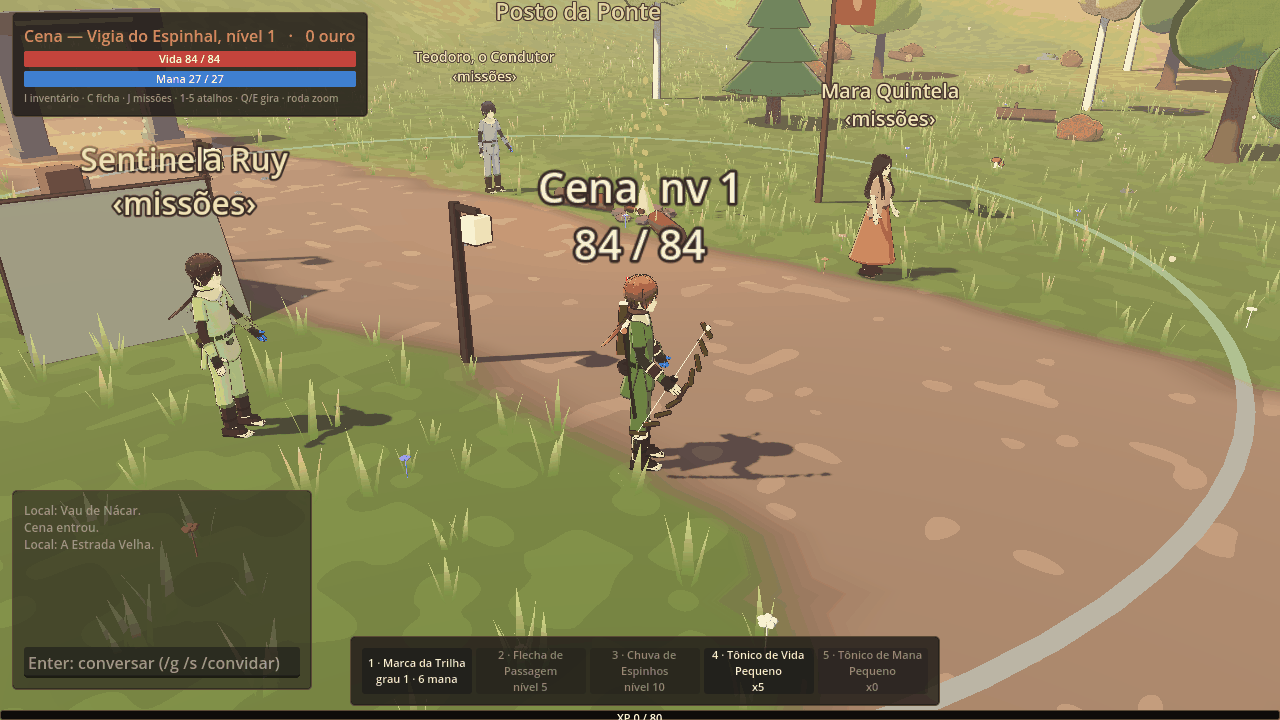 Cena — Vigia do Espinhal, nível 1 · 0 ouro
Vida 84 / 84
Mana 27 / 27
I inventário · C ficha · J missões · 1-5 atalhos · Q/E gira · roda zoom
Posto da Ponte
Teodoro, o Condutor
‹missões›
Mara Quintela
‹missões›
Sentinela Ruy
‹missões›
Cena nv 1
84 / 84
Local: Vau de Nácar.
Cena entrou.
Local: A Estrada Velha.
Enter: conversar (/g /s /convidar)
1 · Marca da Trilha
grau 1 · 6 mana
2 · Flecha de
Passagem
nível 5
3 · Chuva de
Espinhos
nível 10
4 · Tônico de Vida
Pequeno
x5
5 · Tônico de Mana
Pequeno
x0
XP 0 / 80